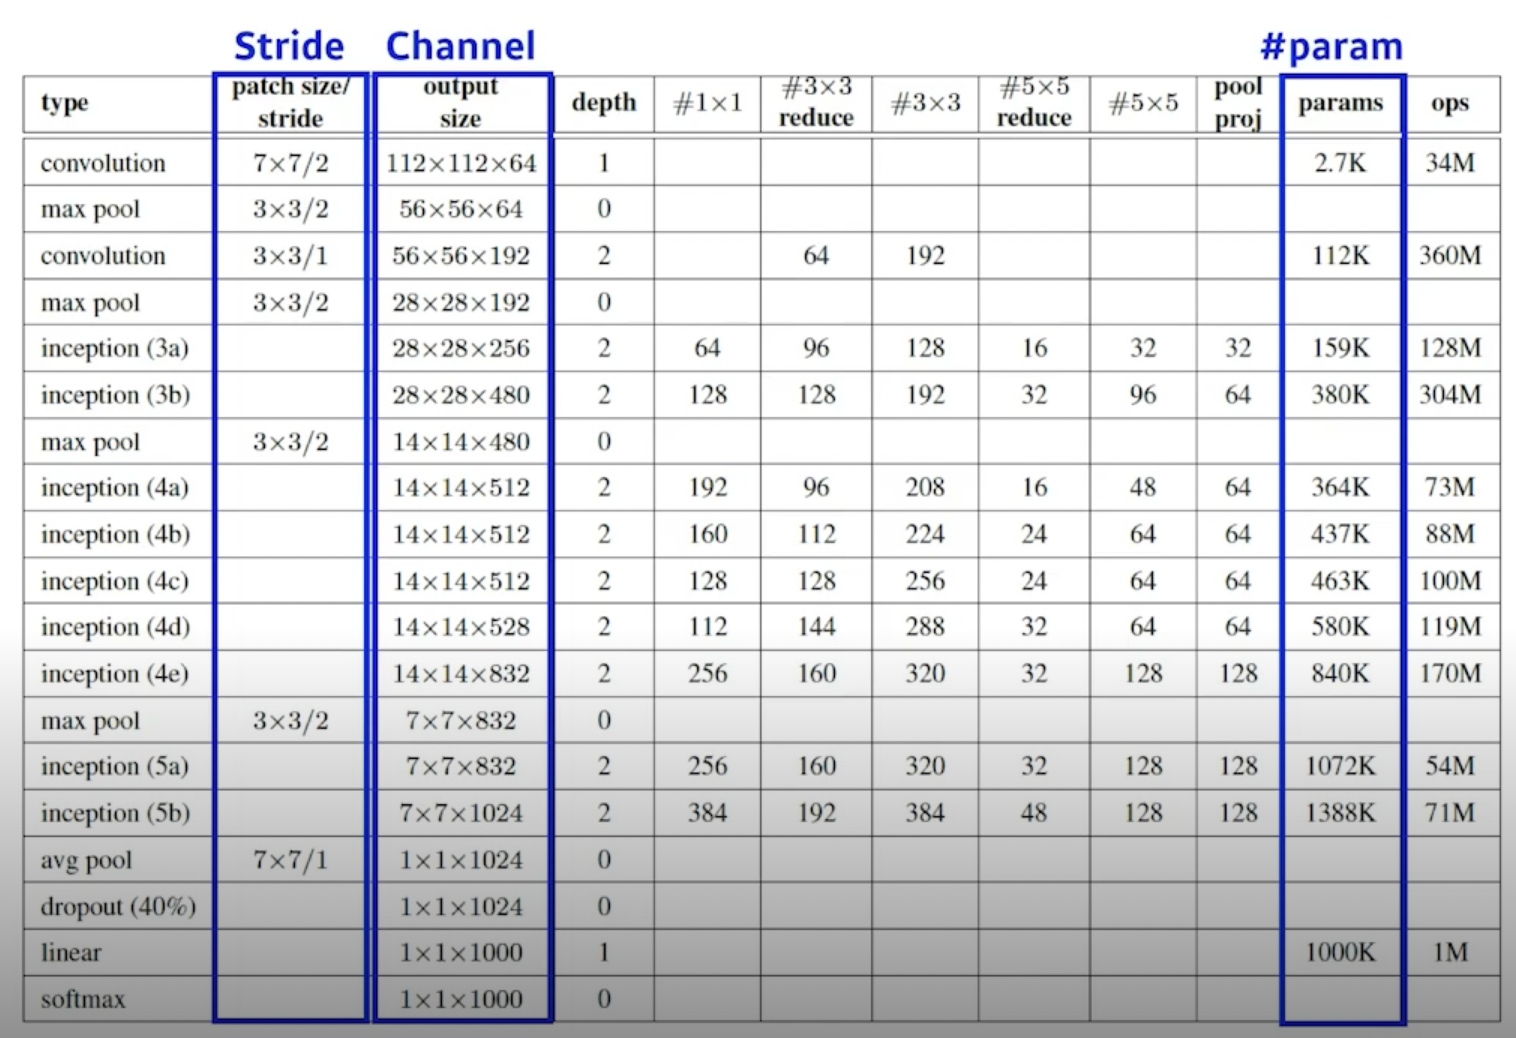 Stride Channel #param
type patch size/ stride output size depth #1×1 #3×3 reduce #3×3 #5×5 reduce #5×5 pool proj params ops
convolution 7×7/2 112×112×64 1 2.7K 34M
max pool 3×3/2 56×56×64 0
convolution 3×3/1 56×56×192 2 64 192 112K 360M
max pool 3×3/2 28×28×192 0
inception (3a) 28×28×256 2 64 96 128 16 32 32 159K 128M
inception (3b) 28×28×480 2 128 128 192 32 96 64 380K 304M
max pool 3×3/2 14×14×480 0
inception (4a) 14×14×512 2 192 96 208 16 48 64 364K 73M
inception (4b) 14×14×512 2 160 112 224 24 64 64 437K 88M
inception (4c) 14×14×512 2 128 128 256 24 64 64 463K 100M
inception (4d) 14×14×528 2 112 144 288 32 64 64 580K 119M
inception (4e) 14×14×832 2 256 160 320 32 128 128 840K 170M
max pool 3×3/2 7×7×832 0
inception (5a) 7×7×832 2 256 160 320 32 128 128 1072K 54M
inception (5b) 7×7×1024 2 384 192 384 48 128 128 1388K 71M
avg pool 7×7/1 1×1×1024 0
dropout (40%) 1×1×1024 0
linear 1×1×1000 1 1000K 1M
softmax 1×1×1000 0